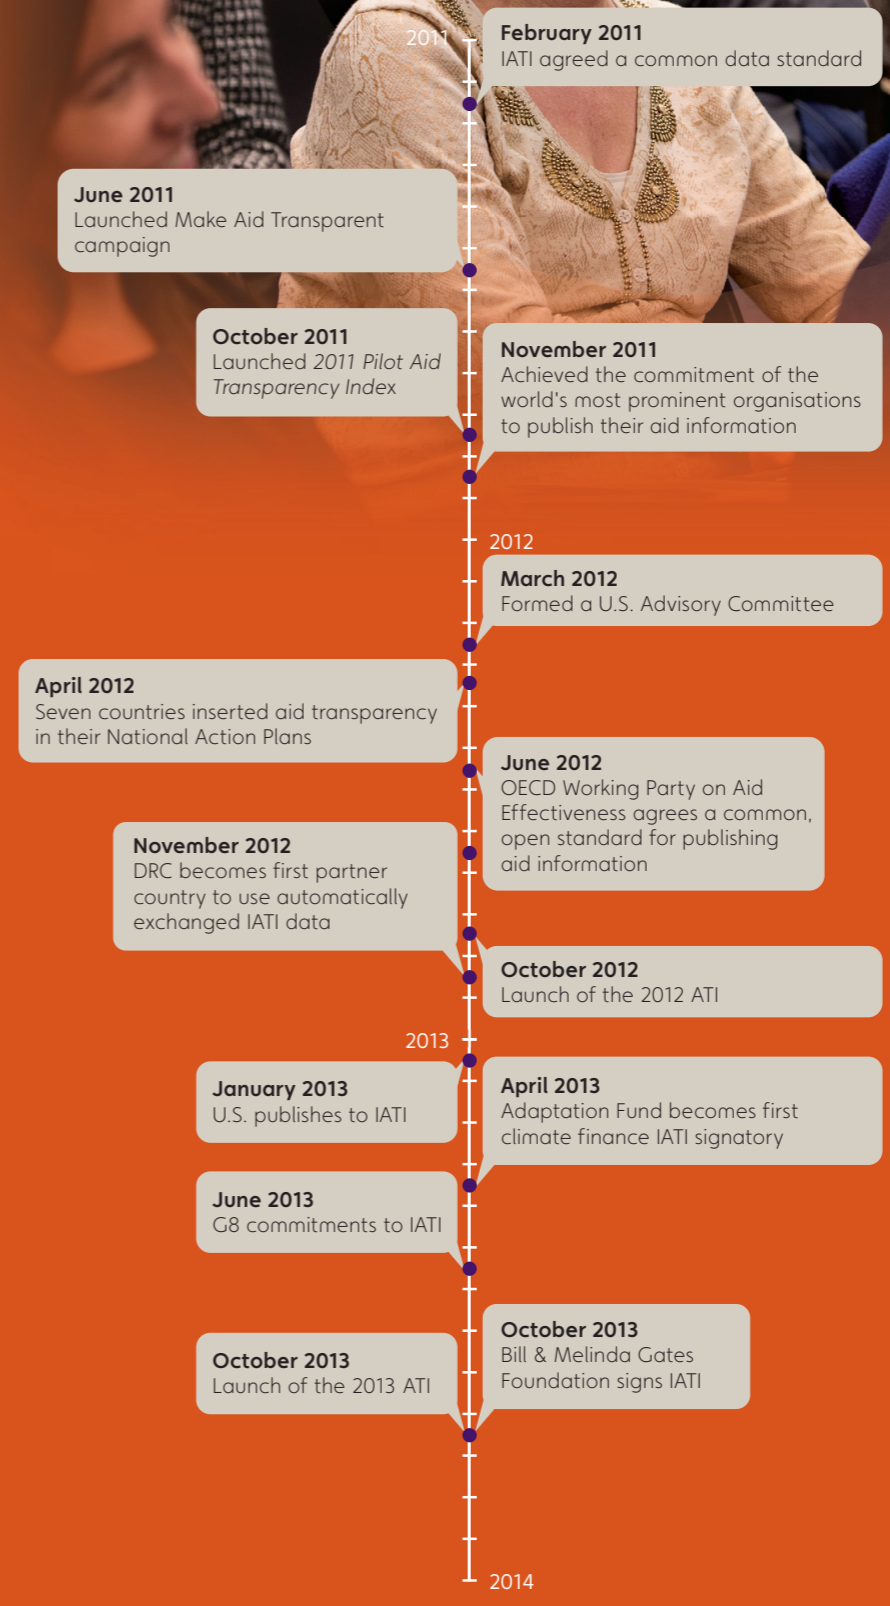 2011
February 2011
IATI agreed a common data standard
June 2011
Launched Make Aid Transparent
campaign
October 2011
Launched 2011 Pilot Aid
Transparency Index
November 2011
Achieved the commitment of the
world's most prominent organisations
to publish their aid information
2012
March 2012
Formed a U.S. Advisory Committee
April 2012
Seven countries inserted aid transparency
in their National Action Plans
June 2012
OECD Working Party on Aid
Effectiveness agrees a common,
open standard for publishing
aid information
November 2012
DRC becomes first partner
country to use automatically
exchanged IATI data
October 2012
Launch of the 2012 ATI
2013
January 2013
U.S. publishes to IATI
April 2013
Adaptation Fund becomes first
climate finance IATI signatory
June 2013
G8 commitments to IATI
October 2013
Bill & Melinda Gates
Foundation signs IATI
October 2013
Launch of the 2013 ATI
2014